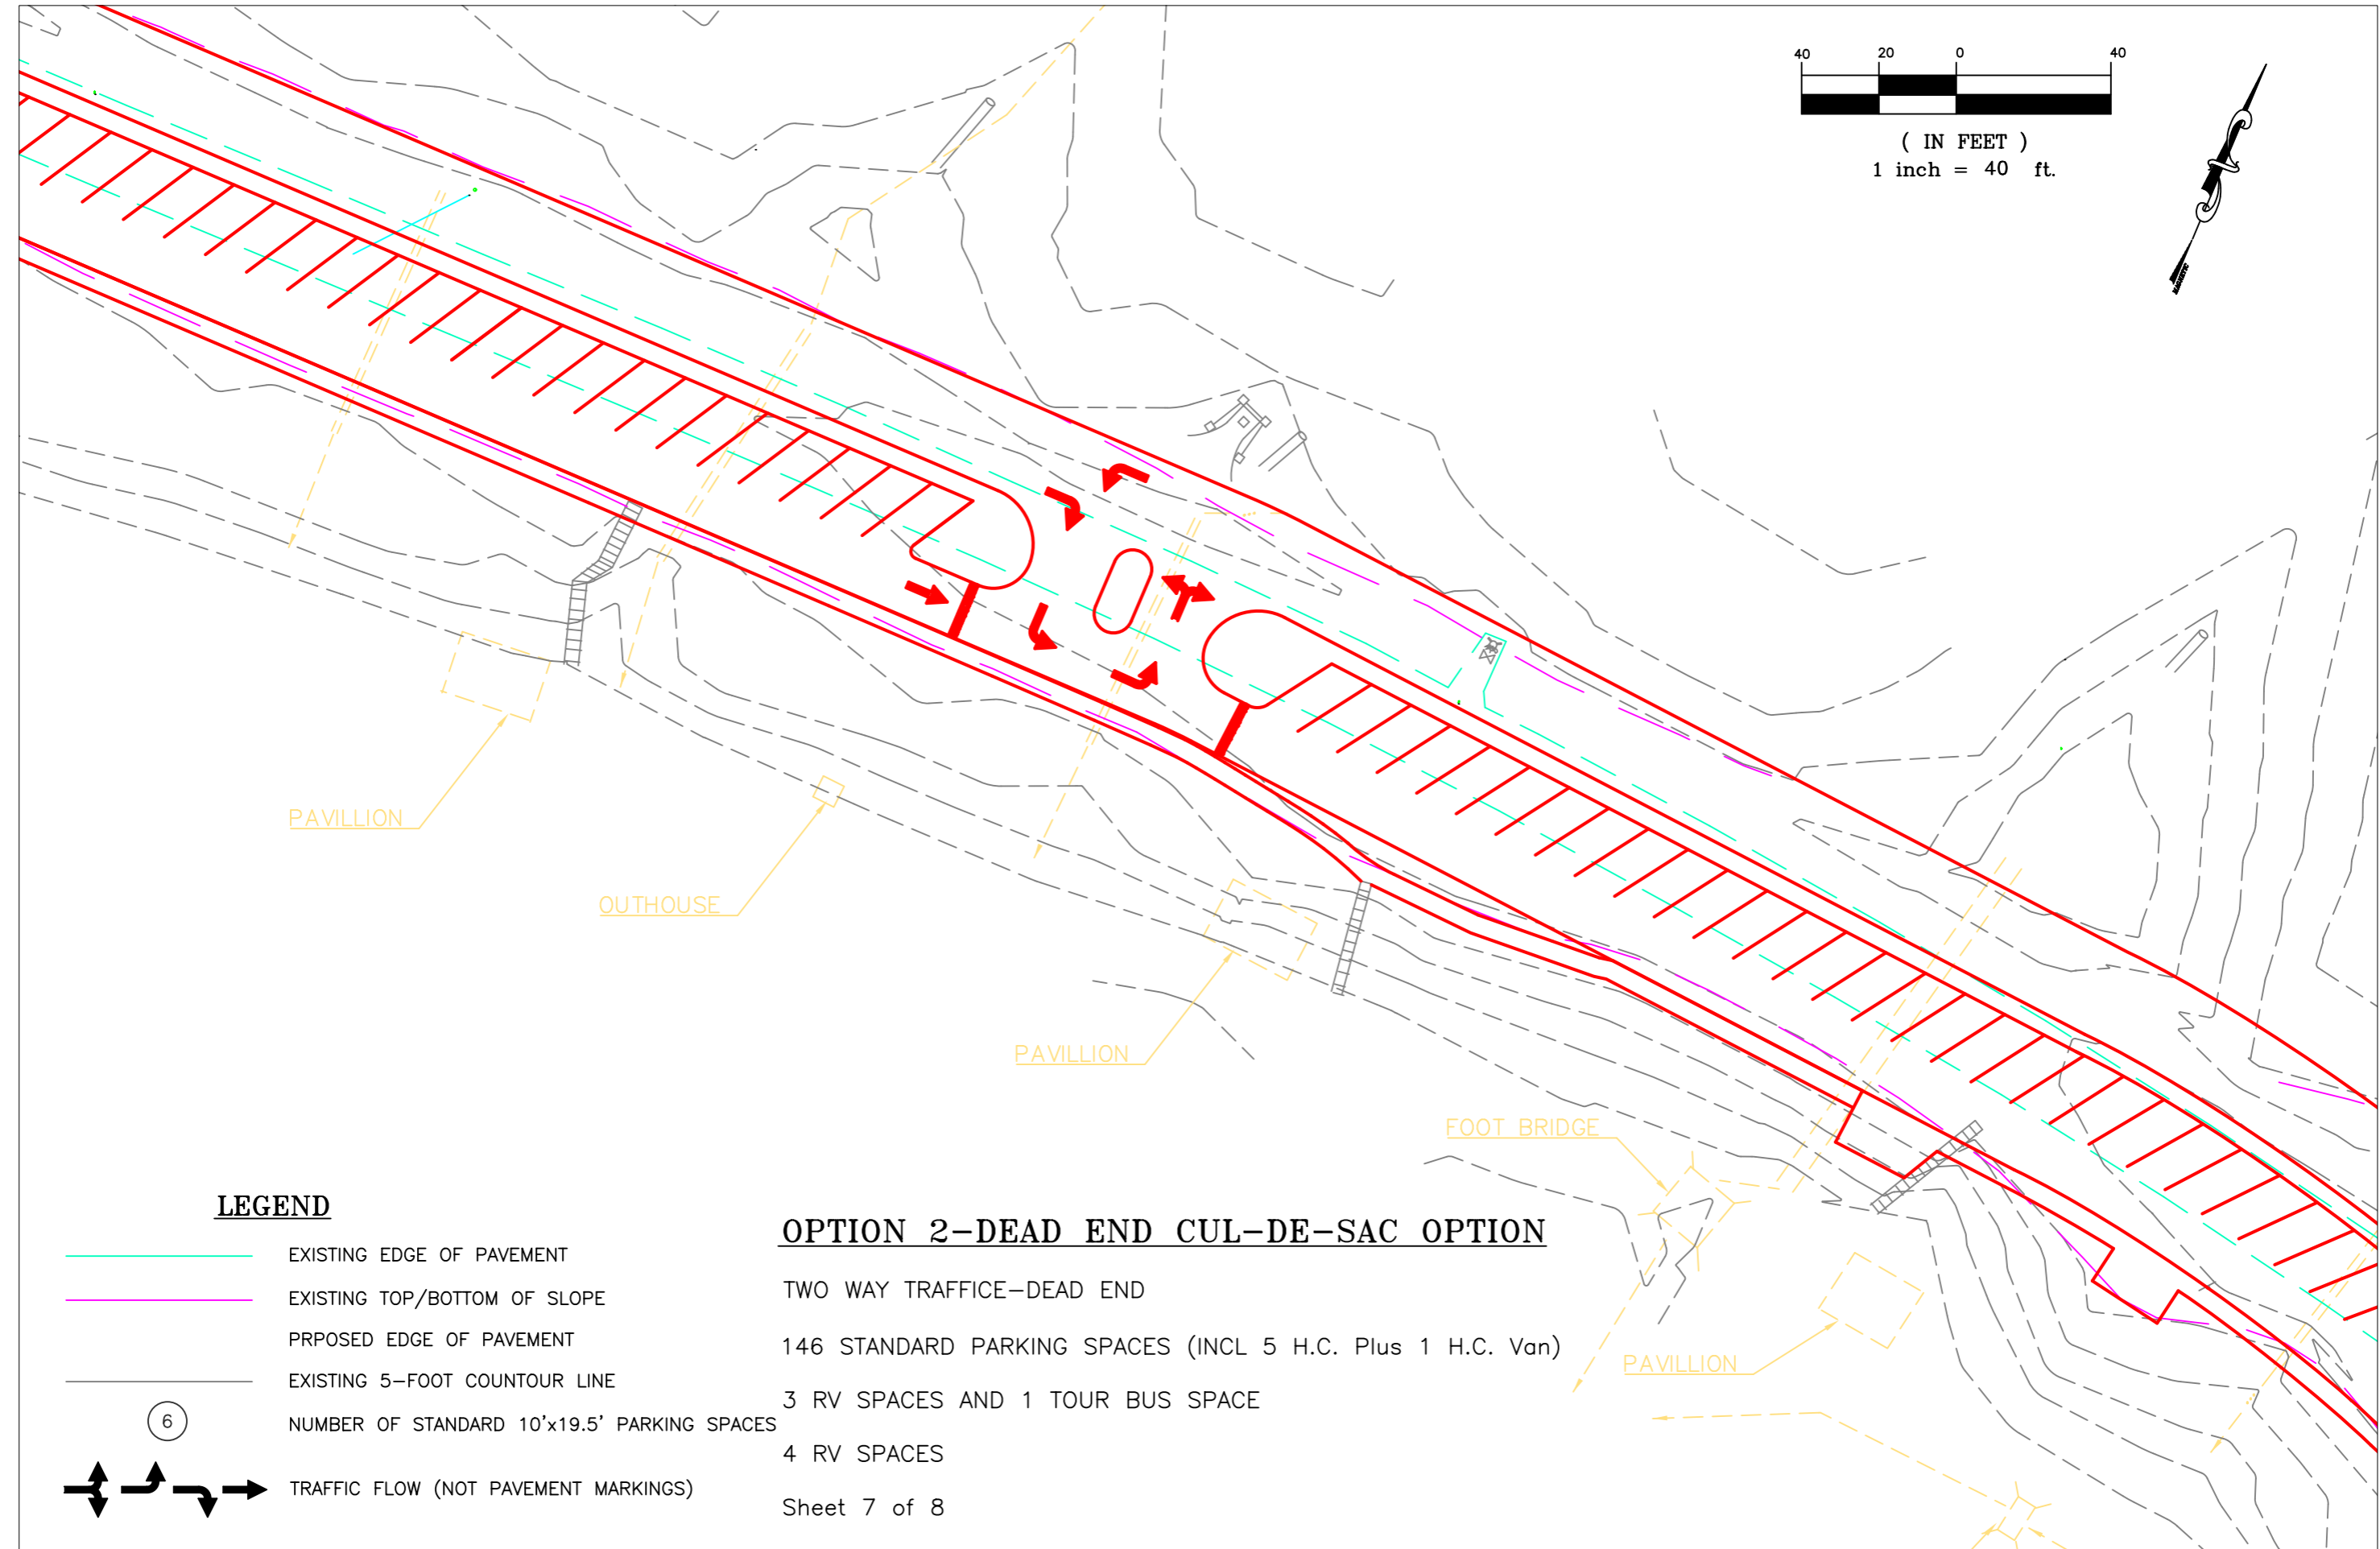 40 20 0 40
( IN FEET )
1 inch = 40 ft.
MAGNETIC
PAVILLION
OUTHOUSE
PAVILLION
FOOT BRIDGE
PAVILLION
LEGEND
EXISTING EDGE OF PAVEMENT
EXISTING TOP/BOTTOM OF SLOPE
PRPOSED EDGE OF PAVEMENT
EXISTING 5-FOOT COUNTOUR LINE
6
NUMBER OF STANDARD 10'x19.5' PARKING SPACES
TRAFFIC FLOW (NOT PAVEMENT MARKINGS)
OPTION 2-DEAD END CUL-DE-SAC OPTION
TWO WAY TRAFFICE-DEAD END
146 STANDARD PARKING SPACES (INCL 5 H.C. Plus 1 H.C. Van)
3 RV SPACES AND 1 TOUR BUS SPACE
4 RV SPACES
Sheet 7 of 8